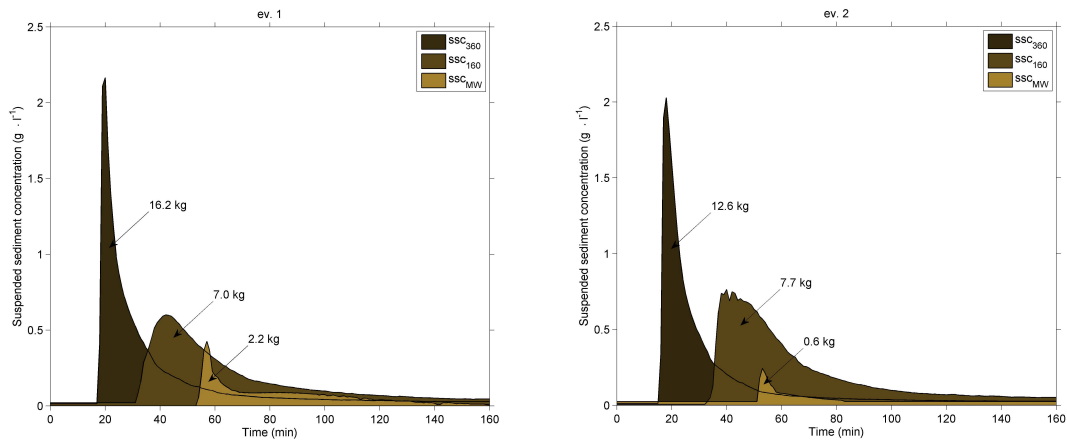 ev. 1
2.5
2
1.5
1
0.5
0
Suspended sediment concentration (g · l⁻¹)
ssc360
ssc160
sscMW
16.2 kg
7.0 kg
2.2 kg
0 20 40 60 80 100 120 140 160
Time (min)
ev. 2
2.5
2
1.5
1
0.5
0
Suspended sediment concentration (g · l⁻¹)
ssc360
ssc160
sscMW
12.6 kg
7.7 kg
0.6 kg
0 20 40 60 80 100 120 140 160
Time (min)